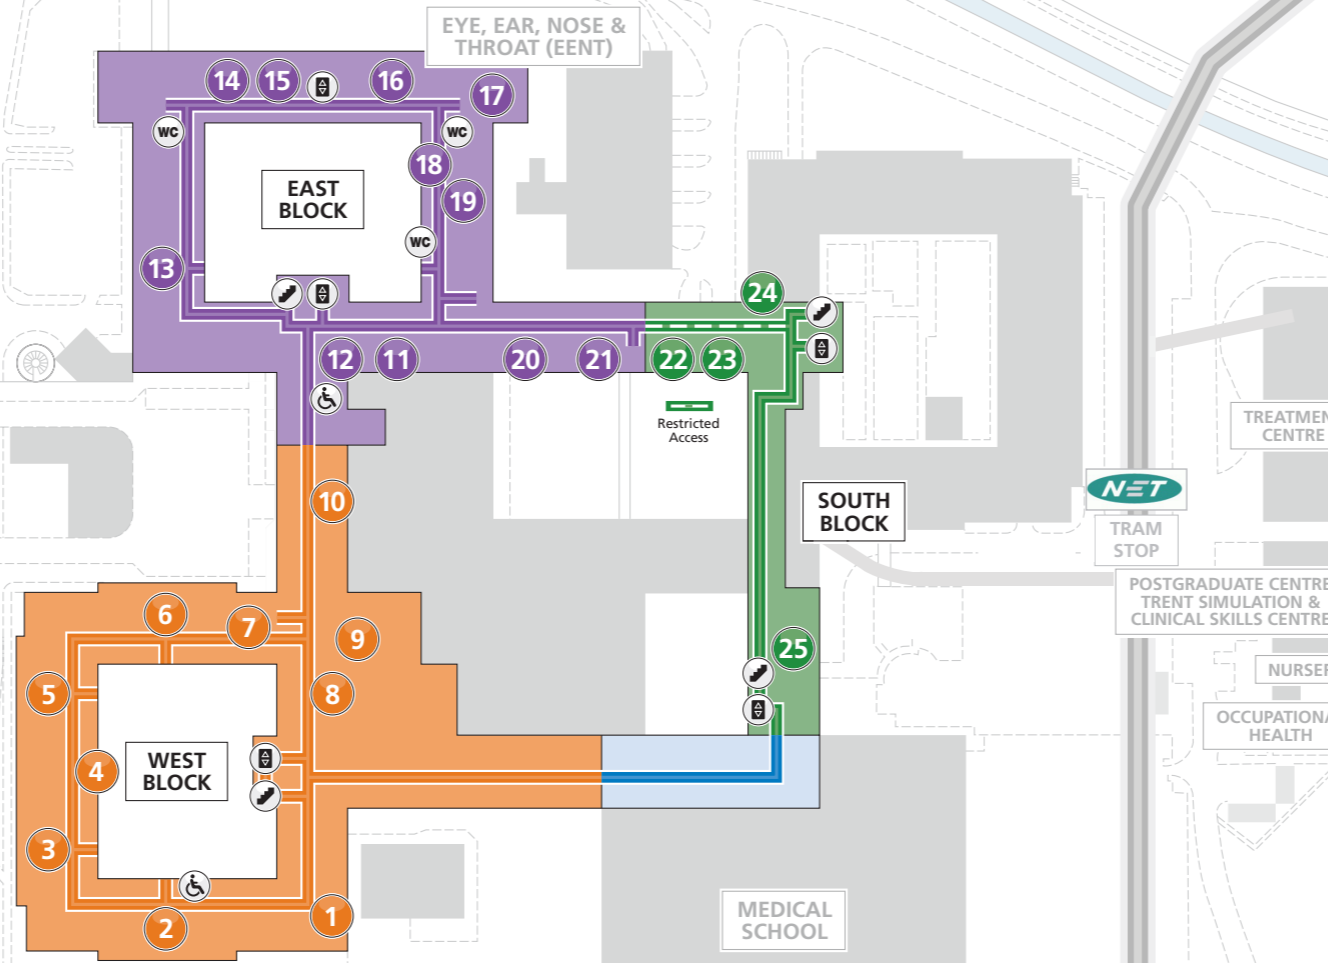 EYE, EAR, NOSE &
THROAT (EENT)
14
15
16
17
WC
WC
18
EAST
BLOCK
19
WC
13
24
12
11
20
21
22
23
Restricted
Access
TREATMEN
CENTRE
NET
10
SOUTH
BLOCK
TRAM
STOP
POSTGRADUATE CENTRE
TRENT SIMULATION &
CLINICAL SKILLS CENTRE
6
7
9
25
NURSER
5
8
OCCUPATIONA
HEALTH
WEST
BLOCK
4
3
1
2
MEDICAL
SCHOOL